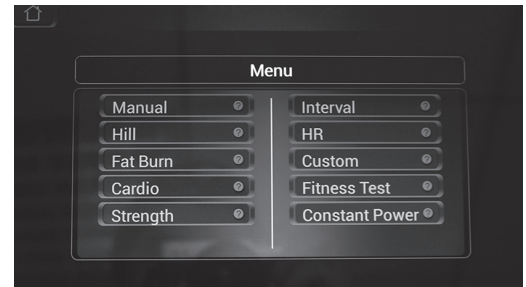 Menu
Manual
Hill
Fat Burn
Cardio
Strength
Interval
HR
Custom
Fitness Test
Constant Power